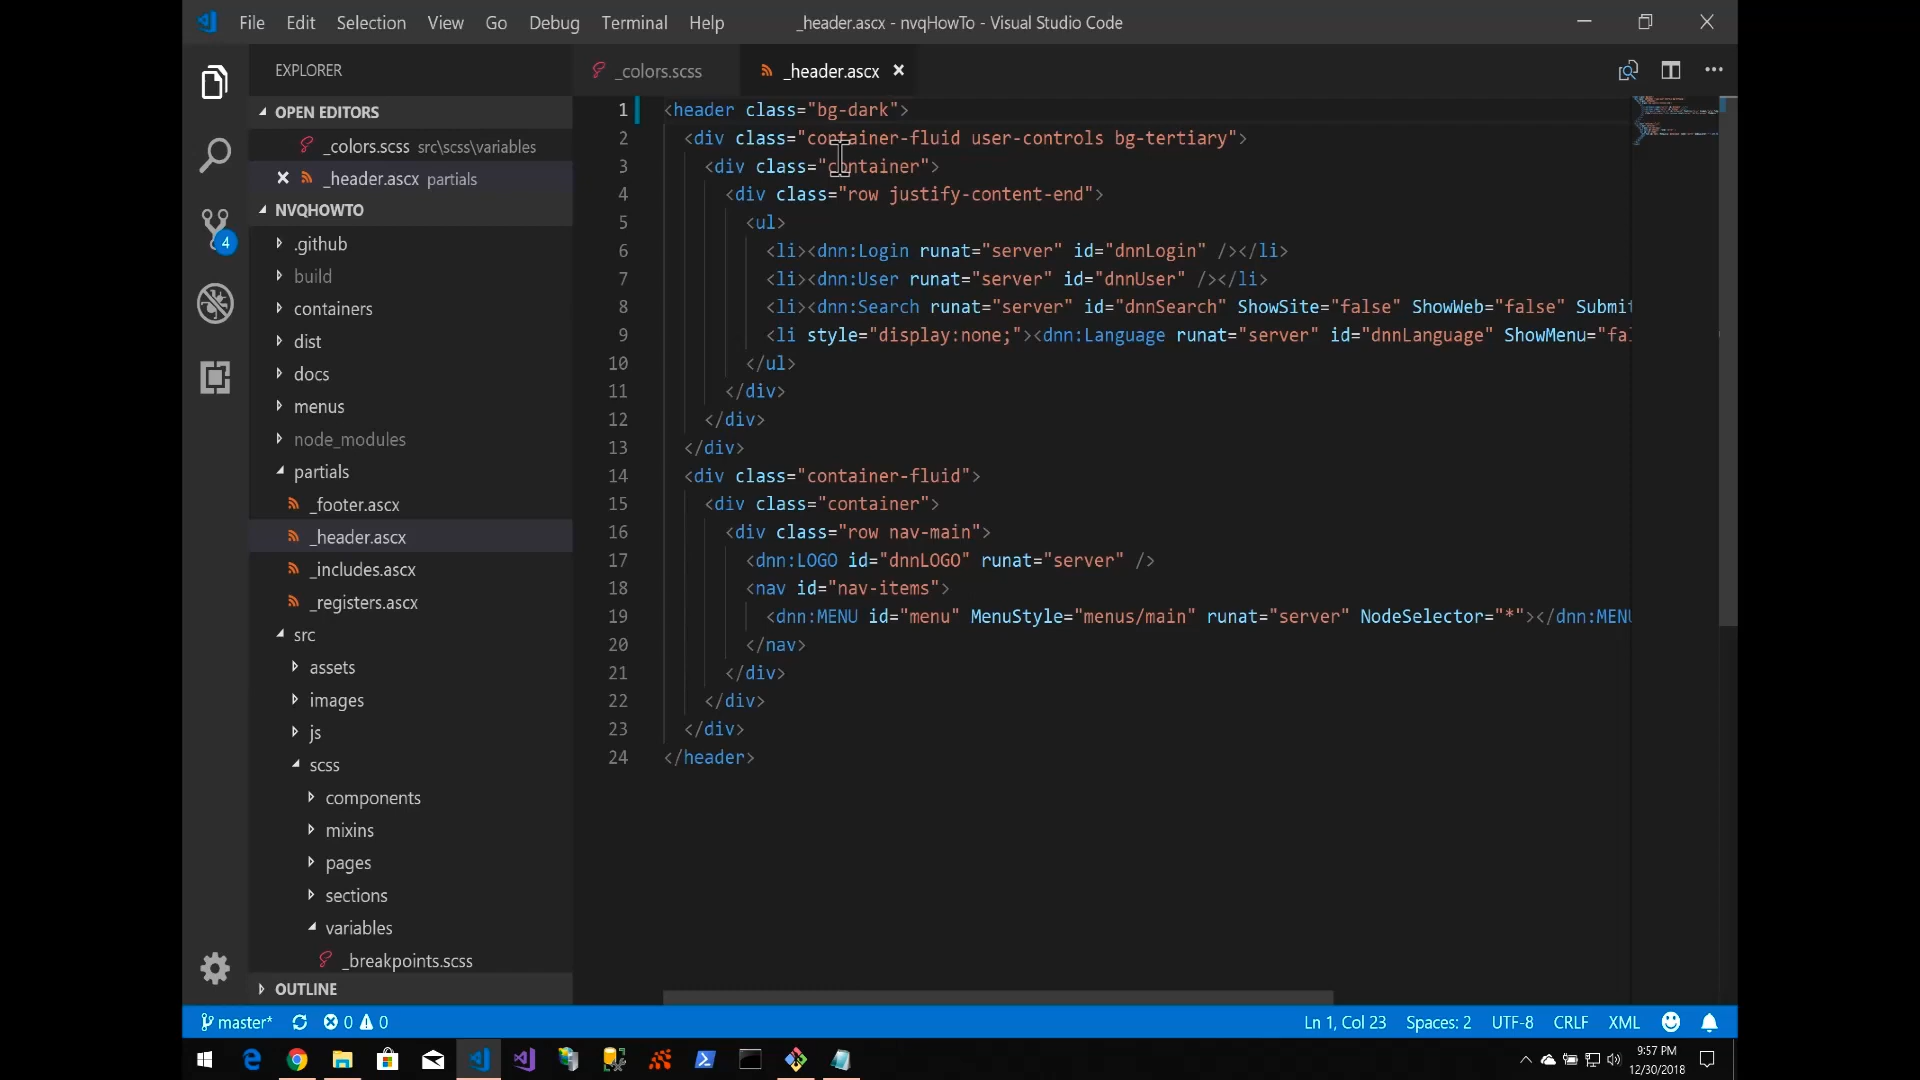 File Edit Selection View Go Debug Terminal Help _header.ascx - nvqHowTo - Visual Studio Code
EXPLORER
_colors.scss
_header.ascx
OPEN EDITORS
_colors.scss src\scss\variables
_header.ascx partials
NVQHOWTO
.github
build
containers
dist
docs
menus
node_modules
partials
_footer.ascx
_header.ascx
_includes.ascx
_registers.ascx
src
assets
images
js
scss
components
mixins
pages
sections
variables
_breakpoints.scss
OUTLINE
1 <header class="bg-dark">
2 <div class="container-fluid user-controls bg-tertiary">
3 <div class="container">
4 <div class="row justify-content-end">
5 <ul>
6 <li><dnn:Login runat="server" id="dnnLogin" /></li>
7 <li><dnn:User runat="server" id="dnnUser" /></li>
8 <li><dnn:Search runat="server" id="dnnSearch" ShowSite="false" ShowWeb="false" Submit
9 <li style="display:none;"><dnn:Language runat="server" id="dnnLanguage" ShowMenu="fal
10 </ul>
11 </div>
12 </div>
13 </div>
14 <div class="container-fluid">
15 <div class="container">
16 <div class="row nav-main">
17 <dnn:LOGO id="dnnLOGO" runat="server" />
18 <nav id="nav-items">
19 <dnn:MENU id="menu" MenuStyle="menus/main" runat="server" NodeSelector="*"></dnn:MENU
20 </nav>
21 </div>
22 </div>
23 </div>
24 </header>
4
master* 0 0 Ln 1, Col 23 Spaces: 2 UTF-8 CRLF XML
9:57 PM
12/30/2018